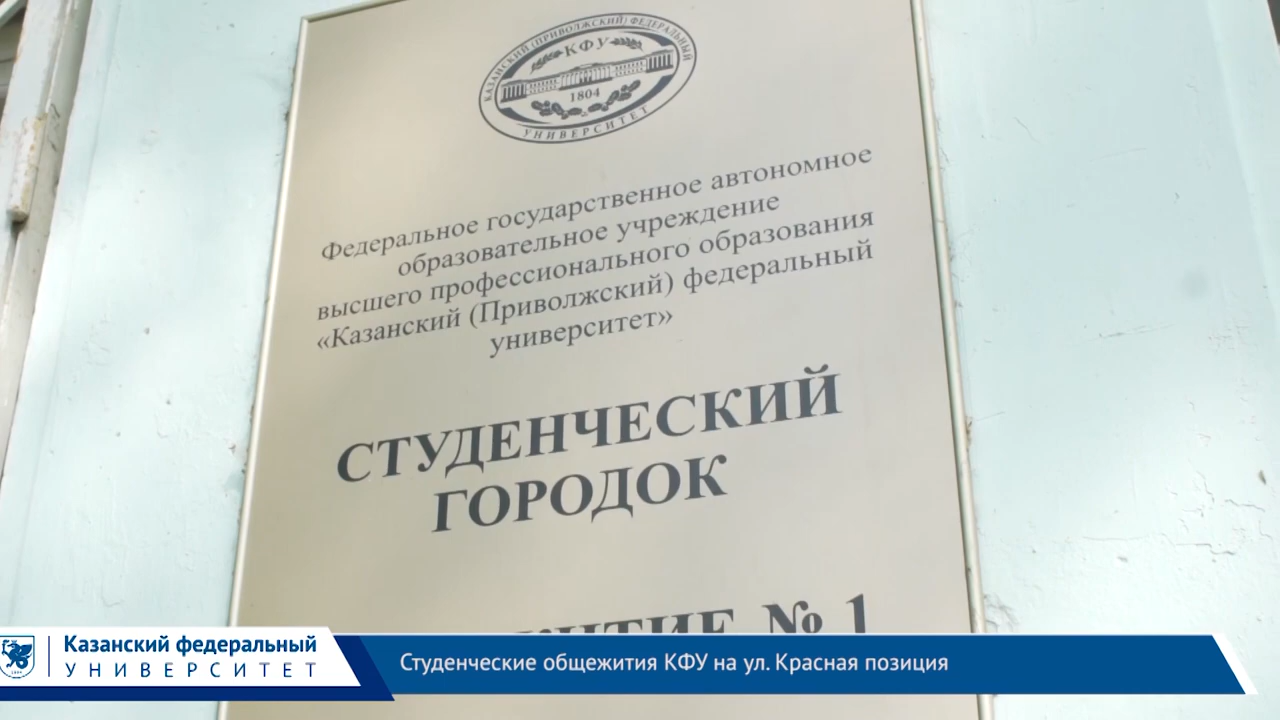 КАЗАНСКИЙ (ПРИВОЛЖСКИЙ) ФЕДЕРАЛЬНЫЙ
КФУ
1804
УНИВЕРСИТЕТ
Федеральное государственное автономное
образовательное учреждение
высшего профессионального образования
«Казанский (Приволжский) федеральный
университет»
СТУДЕНЧЕСКИЙ
ГОРОДОК
№ 1
Казанский федеральный
УНИВЕРСИТЕТ
Студенческие общежития КФУ на ул. Красная позиция